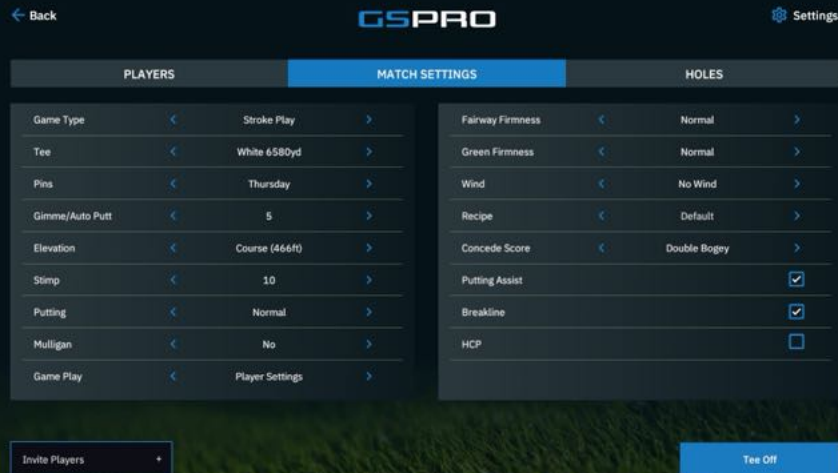 Back
GSPRO
Settings
PLAYERS
MATCH SETTINGS
HOLES
Game Type Stroke Play
Tee White 6580yd
Pins Thursday
Gimme/Auto Putt 5
Elevation Course (466ft)
Stimp 10
Putting Normal
Mulligan No
Game Play Player Settings
Fairway Firmness Normal
Green Firmness Normal
Wind No Wind
Recipe Default
Concede Score Double Bogey
Putting Assist
Breakline
HCP
Invite Players +
Tee Off